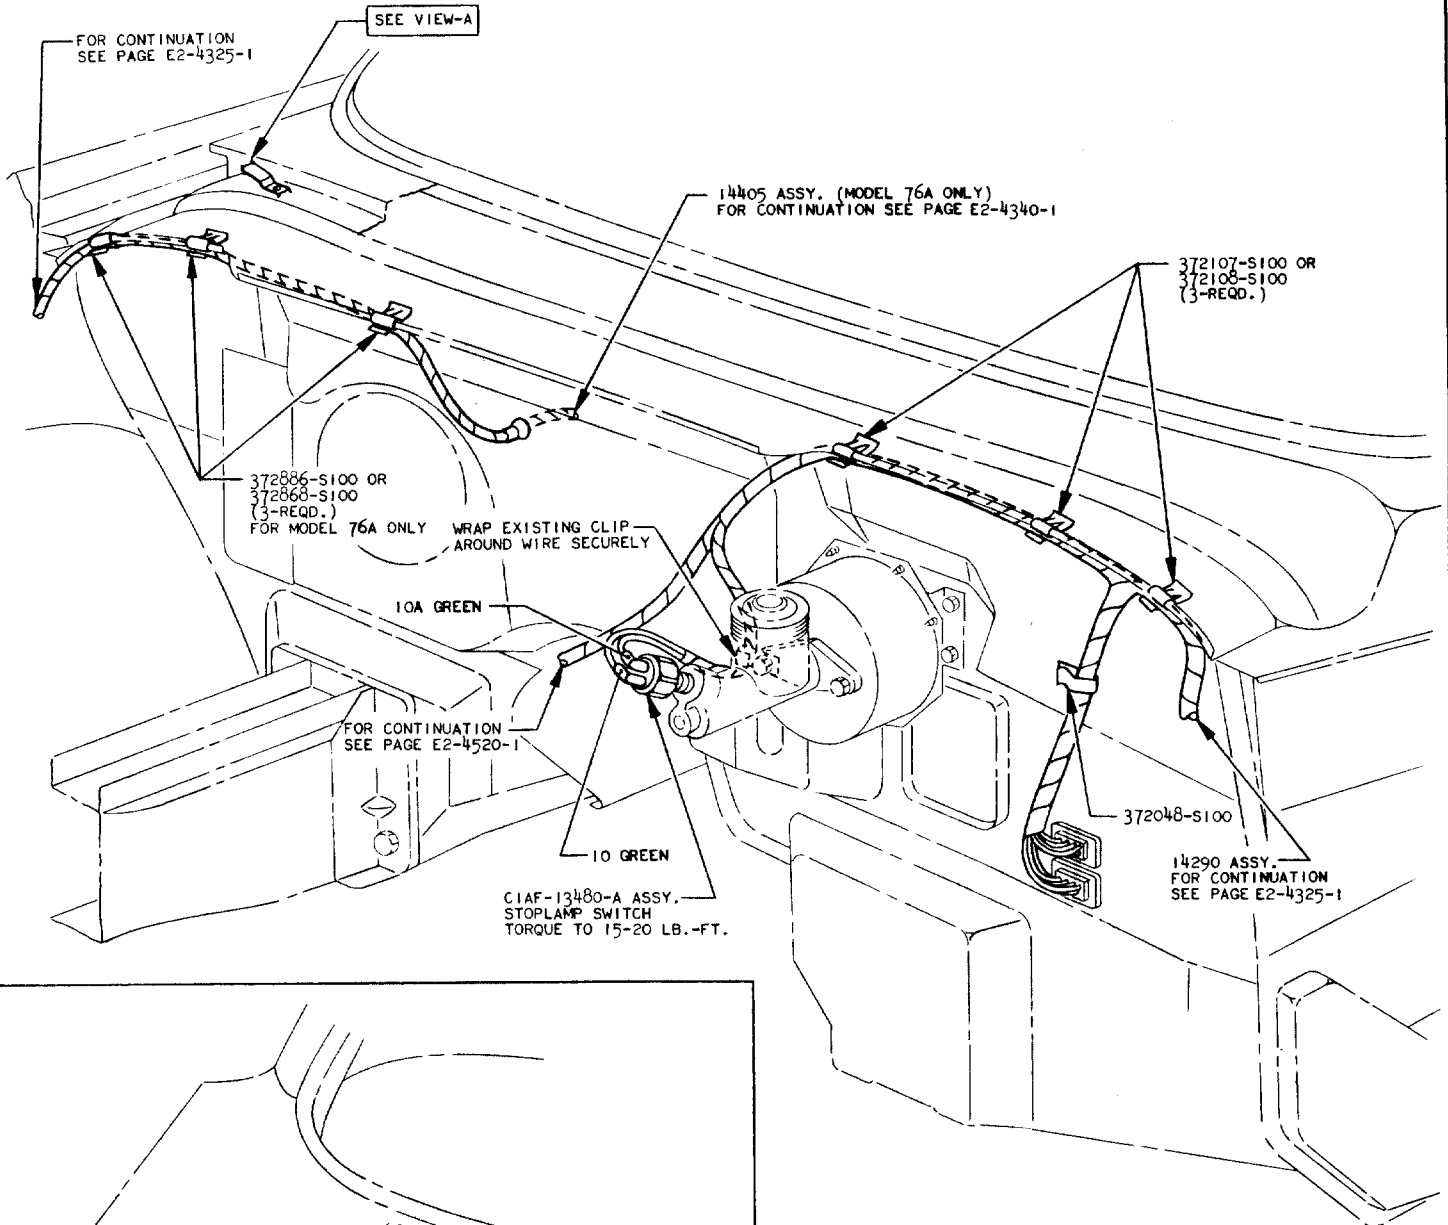 SEE VIEW-A
FOR CONTINUATION
SEE PAGE E2-4325-1
14405 ASSY. (MODEL 76A ONLY)
FOR CONTINUATION SEE PAGE E2-4340-1
372107-S100 OR
372108-S100
(3-REQD.)
372886-S100 OR
372868-S100
(3-REQD.)
FOR MODEL 76A ONLY
WRAP EXISTING CLIP
AROUND WIRE SECURELY
10A GREEN
FOR CONTINUATION
SEE PAGE E2-4520-1
10 GREEN
C1AF-13480-A ASSY.
STOPLAMP SWITCH
TORQUE TO 15-20 LB.-FT.
372048-S100
14290 ASSY.
FOR CONTINUATION
SEE PAGE E2-4325-1